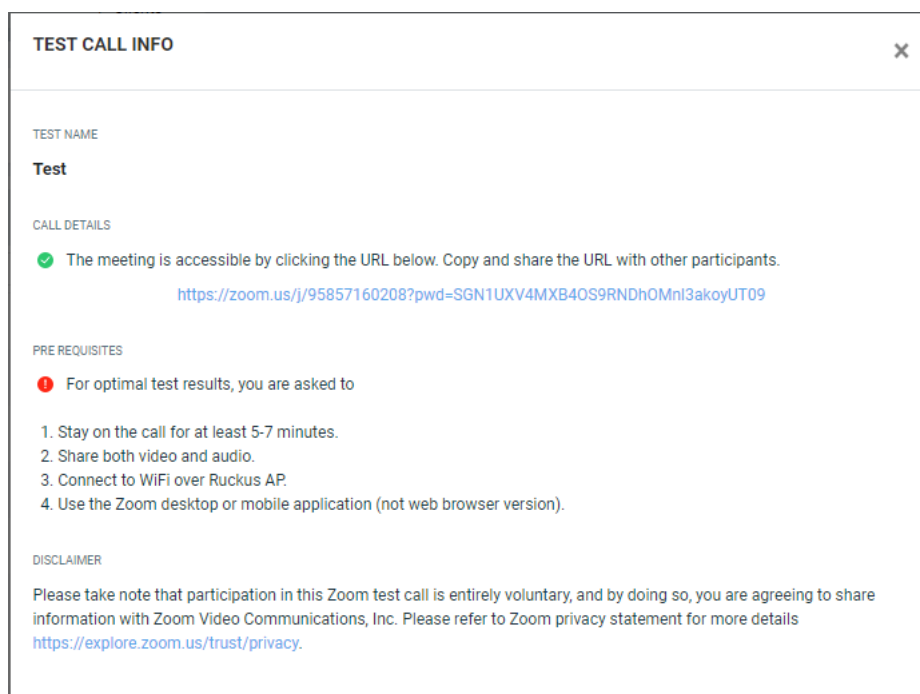 TEST CALL INFO
TEST NAME
Test
CALL DETAILS
The meeting is accessible by clicking the URL below. Copy and share the URL with other participants.
https://zoom.us/j/95857160208?pwd=SGN1UXV4MXB4OS9RNDhOMnI3akoyUT09
PRE REQUISITES
For optimal test results, you are asked to
1. Stay on the call for at least 5-7 minutes.
2. Share both video and audio.
3. Connect to WiFi over Ruckus AP.
4. Use the Zoom desktop or mobile application (not web browser version).
DISCLAIMER
Please take note that participation in this Zoom test call is entirely voluntary, and by doing so, you are agreeing to share
information with Zoom Video Communications, Inc. Please refer to Zoom privacy statement for more details
https://explore.zoom.us/trust/privacy.